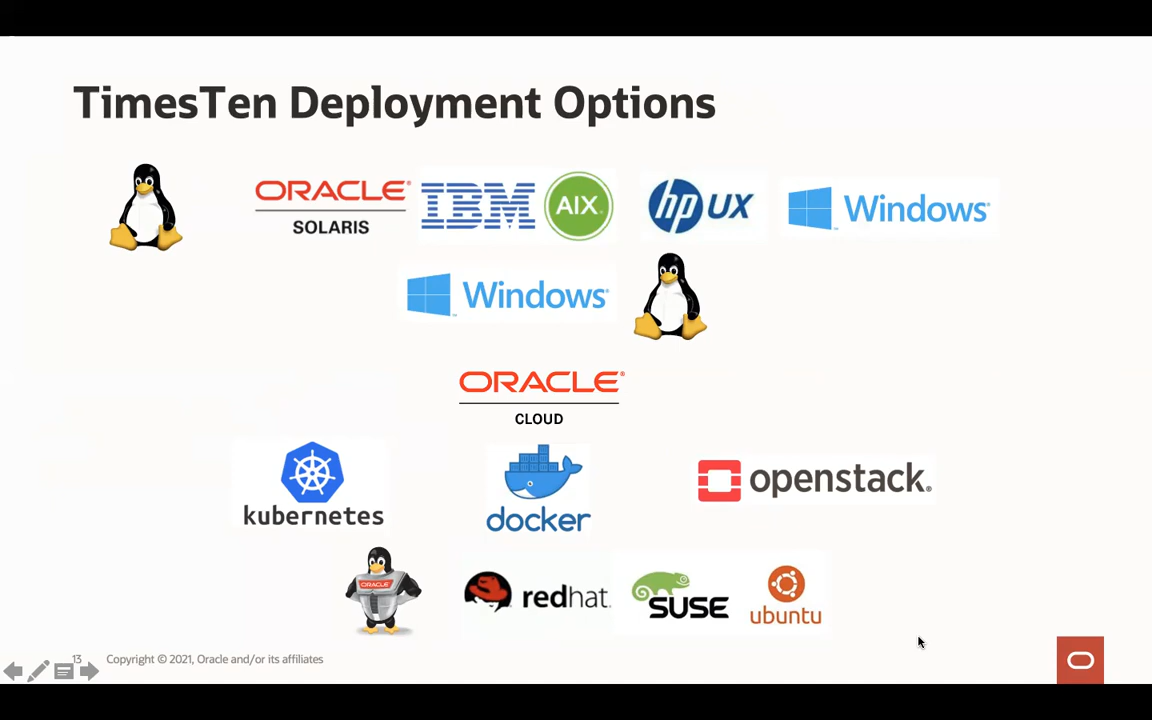 TimesTen Deployment Options
ORACLE®
SOLARIS
IBM
AIX
hp UX
Windows®
Windows®
ORACLE®
CLOUD
kubernetes
docker
openstack®
ORACLE
redhat.
SUSE
ubuntu
13 Copyright © 2021, Oracle and/or its affiliates